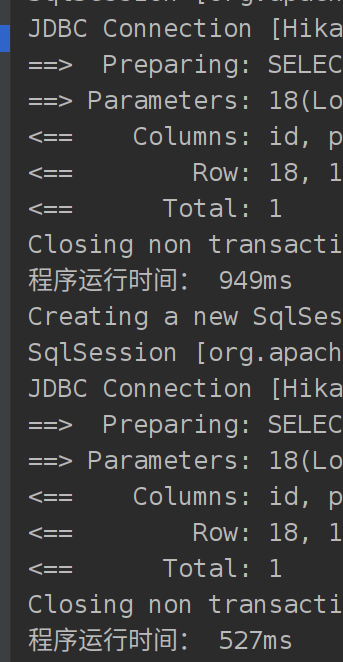 SqlSession [org.apac
JDBC Connection [Hika
==>  Preparing: SELEC
==> Parameters: 18(Lo
<==    Columns: id, p
<==        Row: 18, 1
<==      Total: 1
Closing non transacti
程序运行时间： 949ms
Creating a new SqlSes
SqlSession [org.apach
JDBC Connection [Hika
==>  Preparing: SELEC
==> Parameters: 18(Lo
<==    Columns: id, p
<==        Row: 18, 1
<==      Total: 1
Closing non transacti
程序运行时间： 527ms